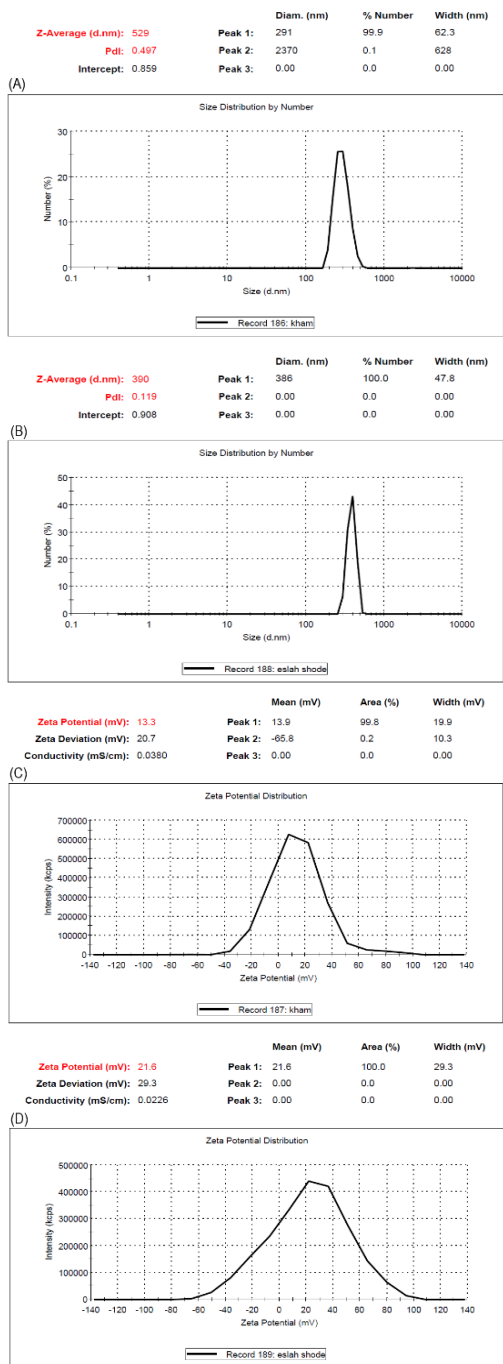 Diam. (nm) % Number Width (nm)
Z-Average (d.nm): 529 Peak 1: 291 99.9 62.3
PdI: 0.497 Peak 2: 2370 0.1 628
Intercept: 0.859 Peak 3: 0.00 0.0 0.00
(A)
Size Distribution by Number
Number (%)
30
20
10
0
0.1 1 10 100 1000 10000
Size (d.nm)
Record 186: kham
Diam. (nm) % Number Width (nm)
Z-Average (d.nm): 390 Peak 1: 386 100.0 47.8
PdI: 0.119 Peak 2: 0.00 0.0 0.00
Intercept: 0.908 Peak 3: 0.00 0.0 0.00
(B)
Size Distribution by Number
Number (%)
50
40
30
20
10
0
0.1 1 10 100 1000 10000
Size (d.nm)
Record 188: eslah shode
Mean (mV) Area (%) Width (mV)
Zeta Potential (mV): 13.3 Peak 1: 13.9 99.8 19.9
Zeta Deviation (mV): 20.7 Peak 2: -65.8 0.2 10.3
Conductivity (mS/cm): 0.0380 Peak 3: 0.00 0.0 0.00
(C)
Zeta Potential Distribution
Intensity (kcps)
700000
600000
500000
400000
300000
200000
100000
0
-140 -120 -100 -80 -60 -40 -20 0 20 40 60 80 100 120 140
Zeta Potential (mV)
Record 187: kham
Mean (mV) Area (%) Width (mV)
Zeta Potential (mV): 21.6 Peak 1: 21.6 100.0 29.3
Zeta Deviation (mV): 29.3 Peak 2: 0.00 0.0 0.00
Conductivity (mS/cm): 0.0226 Peak 3: 0.00 0.0 0.00
(D)
Zeta Potential Distribution
Intensity (kcps)
500000
400000
300000
200000
100000
0
-140 -120 -100 -80 -60 -40 -20 0 20 40 60 80 100 120 140
Zeta Potential (mV)
Record 189: eslah shode